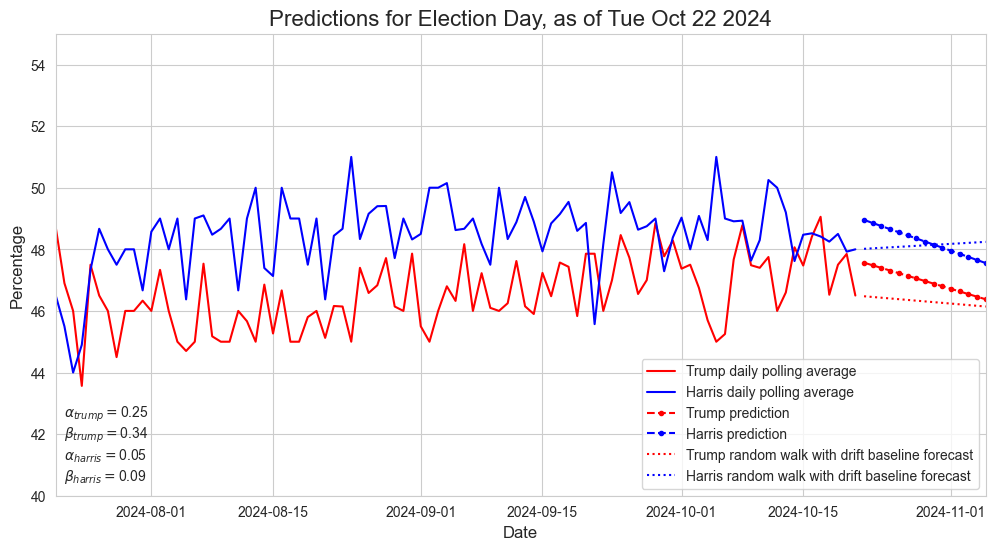 Predictions for Election Day, as of Tue Oct 22 2024
Percentage
54
52
50
48
46
44
42
40
α_trump = 0.25
β_trump = 0.34
α_harris = 0.05
β_harris = 0.09
Trump daily polling average
Harris daily polling average
Trump prediction
Harris prediction
Trump random walk with drift baseline forecast
Harris random walk with drift baseline forecast
2024-08-01 2024-08-15 2024-09-01 2024-09-15 2024-10-01 2024-10-15 2024-11-01
Date